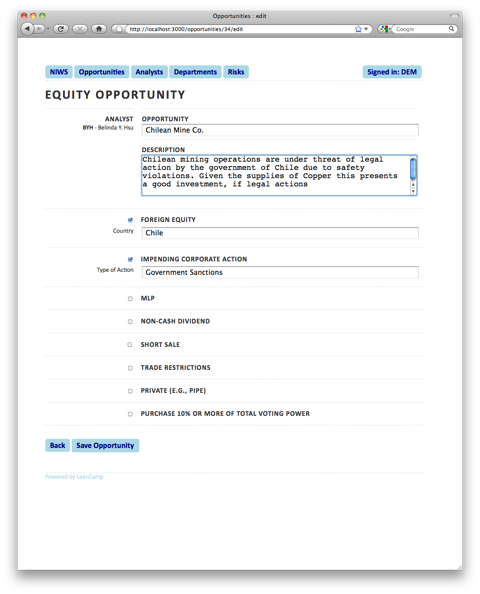 Opportunities : edit
http://localhost:3000/opportunities/34/edit
Google
NIWS Opportunities Analysts Departments Risks Signed in: DEM
EQUITY OPPORTUNITY
ANALYST OPPORTUNITY
BYH - Belinda Y. Hsu Chilean Mine Co.
DESCRIPTION
Chilean mining operations are under threat of legal
action by the government of Chile due to safety
violations. Given the supplies of Copper this presents
a good investment, if legal actions
FOREIGN EQUITY
Country Chile
IMPENDING CORPORATE ACTION
Type of Action Government Sanctions
MLP
NON-CASH DIVIDEND
SHORT SALE
TRADE RESTRICTIONS
PRIVATE (E.G., PIPE)
PURCHASE 10% OR MORE OF TOTAL VOTING POWER
Back Save Opportunity
Powered by LeanCamp